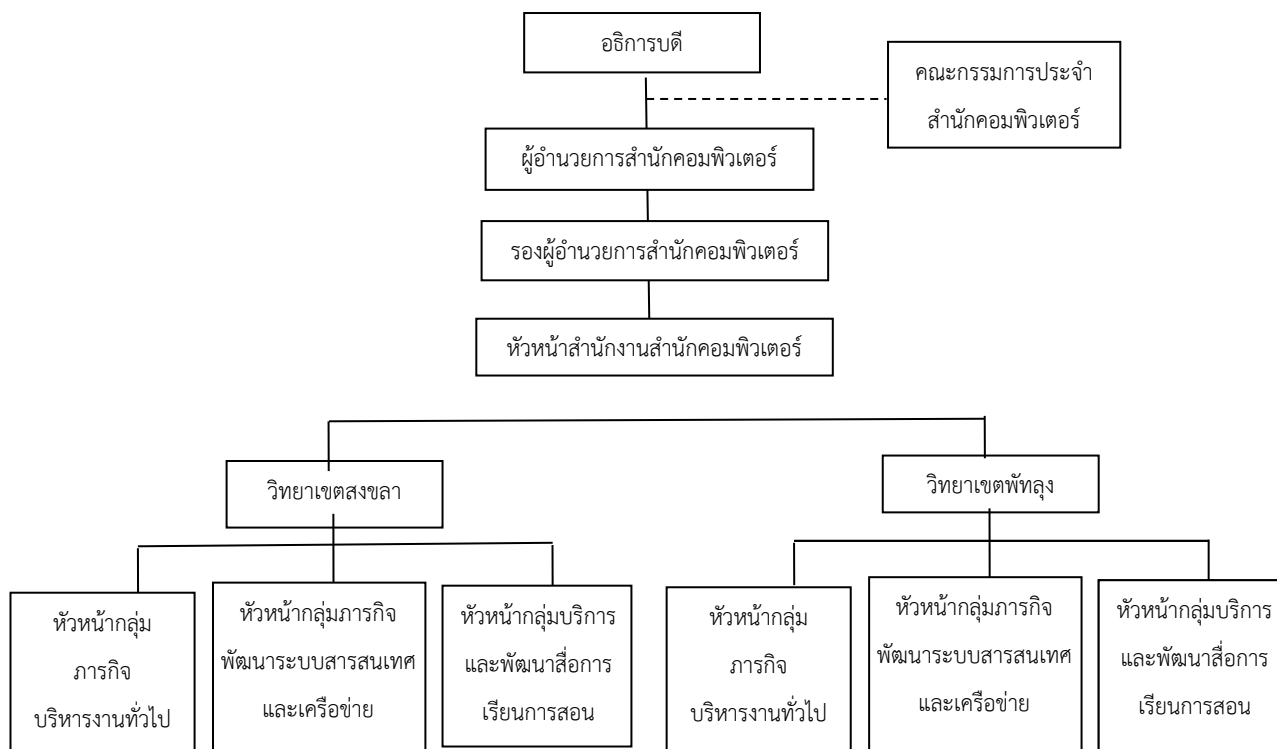 อธิการบดี
คณะกรรมการประจำ
สำนักคอมพิวเตอร์
ผู้อำนวยการสำนักคอมพิวเตอร์
รองผู้อำนวยการสำนักคอมพิวเตอร์
หัวหน้าสำนักงานสำนักคอมพิวเตอร์
วิทยาเขตสงขลา
วิทยาเขตพัทลุง
หัวหน้ากลุ่ม
ภารกิจ
บริหารงานทั่วไป
หัวหน้ากลุ่มภารกิจ
พัฒนาระบบสารสนเทศ
และเครือข่าย
หัวหน้ากลุ่มบริการ
และพัฒนาสื่อการ
เรียนการสอน
หัวหน้ากลุ่ม
ภารกิจ
บริหารงานทั่วไป
หัวหน้ากลุ่มภารกิจ
พัฒนาระบบสารสนเทศ
และเครือข่าย
หัวหน้ากลุ่มบริการ
และพัฒนาสื่อการ
เรียนการสอน